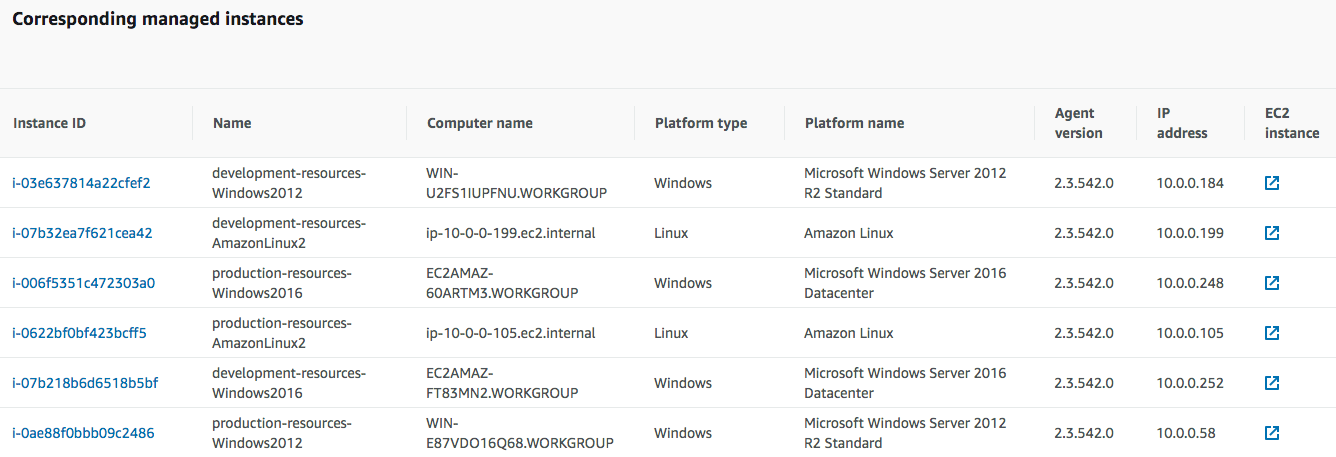 Corresponding managed instances
Instance ID Name Computer name Platform type Platform name Agent version IP address EC2 instance
i-03e637814a22cfef2 development-resources-Windows2012 WIN-U2FS1IUPFNU.WORKGROUP Windows Microsoft Windows Server 2012 R2 Standard 2.3.542.0 10.0.0.184
i-07b32ea7f621cea42 development-resources-AmazonLinux2 ip-10-0-0-199.ec2.internal Linux Amazon Linux 2.3.542.0 10.0.0.199
i-006f5351c472303a0 production-resources-Windows2016 EC2AMAZ-60ARTM3.WORKGROUP Windows Microsoft Windows Server 2016 Datacenter 2.3.542.0 10.0.0.248
i-0622bf0bf423bcff5 production-resources-AmazonLinux2 ip-10-0-0-105.ec2.internal Linux Amazon Linux 2.3.542.0 10.0.0.105
i-07b218b6d6518b5bf development-resources-Windows2016 EC2AMAZ-FT83MN2.WORKGROUP Windows Microsoft Windows Server 2016 Datacenter 2.3.542.0 10.0.0.252
i-0ae88f0bbb09c2486 production-resources-Windows2012 WIN-E87VDO16Q68.WORKGROUP Windows Microsoft Windows Server 2012 R2 Standard 2.3.542.0 10.0.0.58